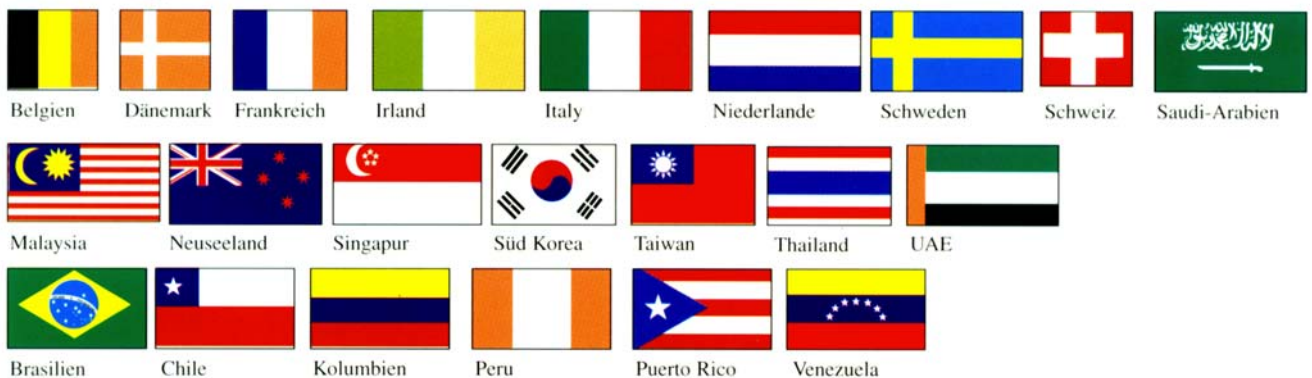 Belgien Dänemark Frankreich Irland Italy Niederlande Schweden Schweiz Saudi-Arabien
Malaysia Neuseeland Singapur Süd Korea Taiwan Thailand UAE
Brasilien Chile Kolumbien Peru Puerto Rico Venezuela